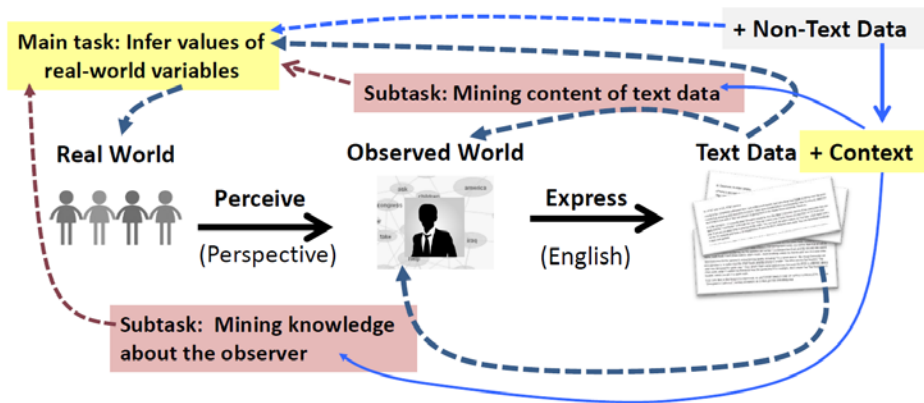 + Non-Text Data
Main task: Infer values of
real-world variables
Subtask: Mining content of text data
Real World
Observed World
Text Data
+ Context
Perceive
(Perspective)
Express
(English)
Subtask: Mining knowledge
about the observer